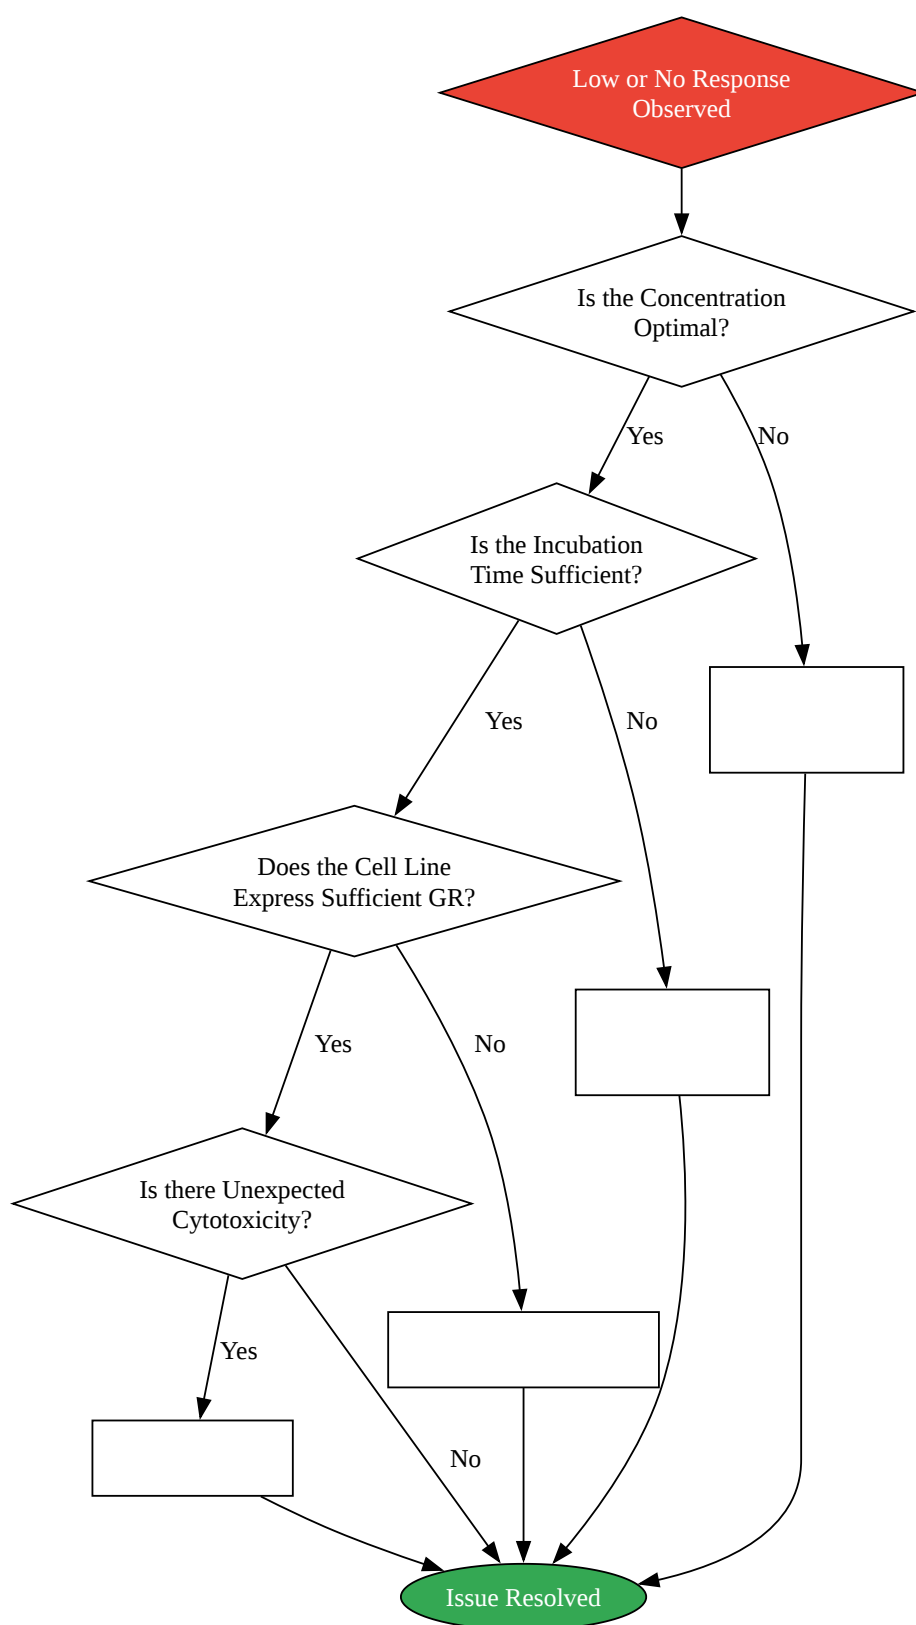 Low or No Response
Observed
Is the Concentration
Optimal?
Yes
No
Is the Incubation
Time Sufficient?
Yes
No
Does the Cell Line
Express Sufficient GR?
Yes
No
Is there Unexpected
Cytotoxicity?
Yes
No
Issue Resolved